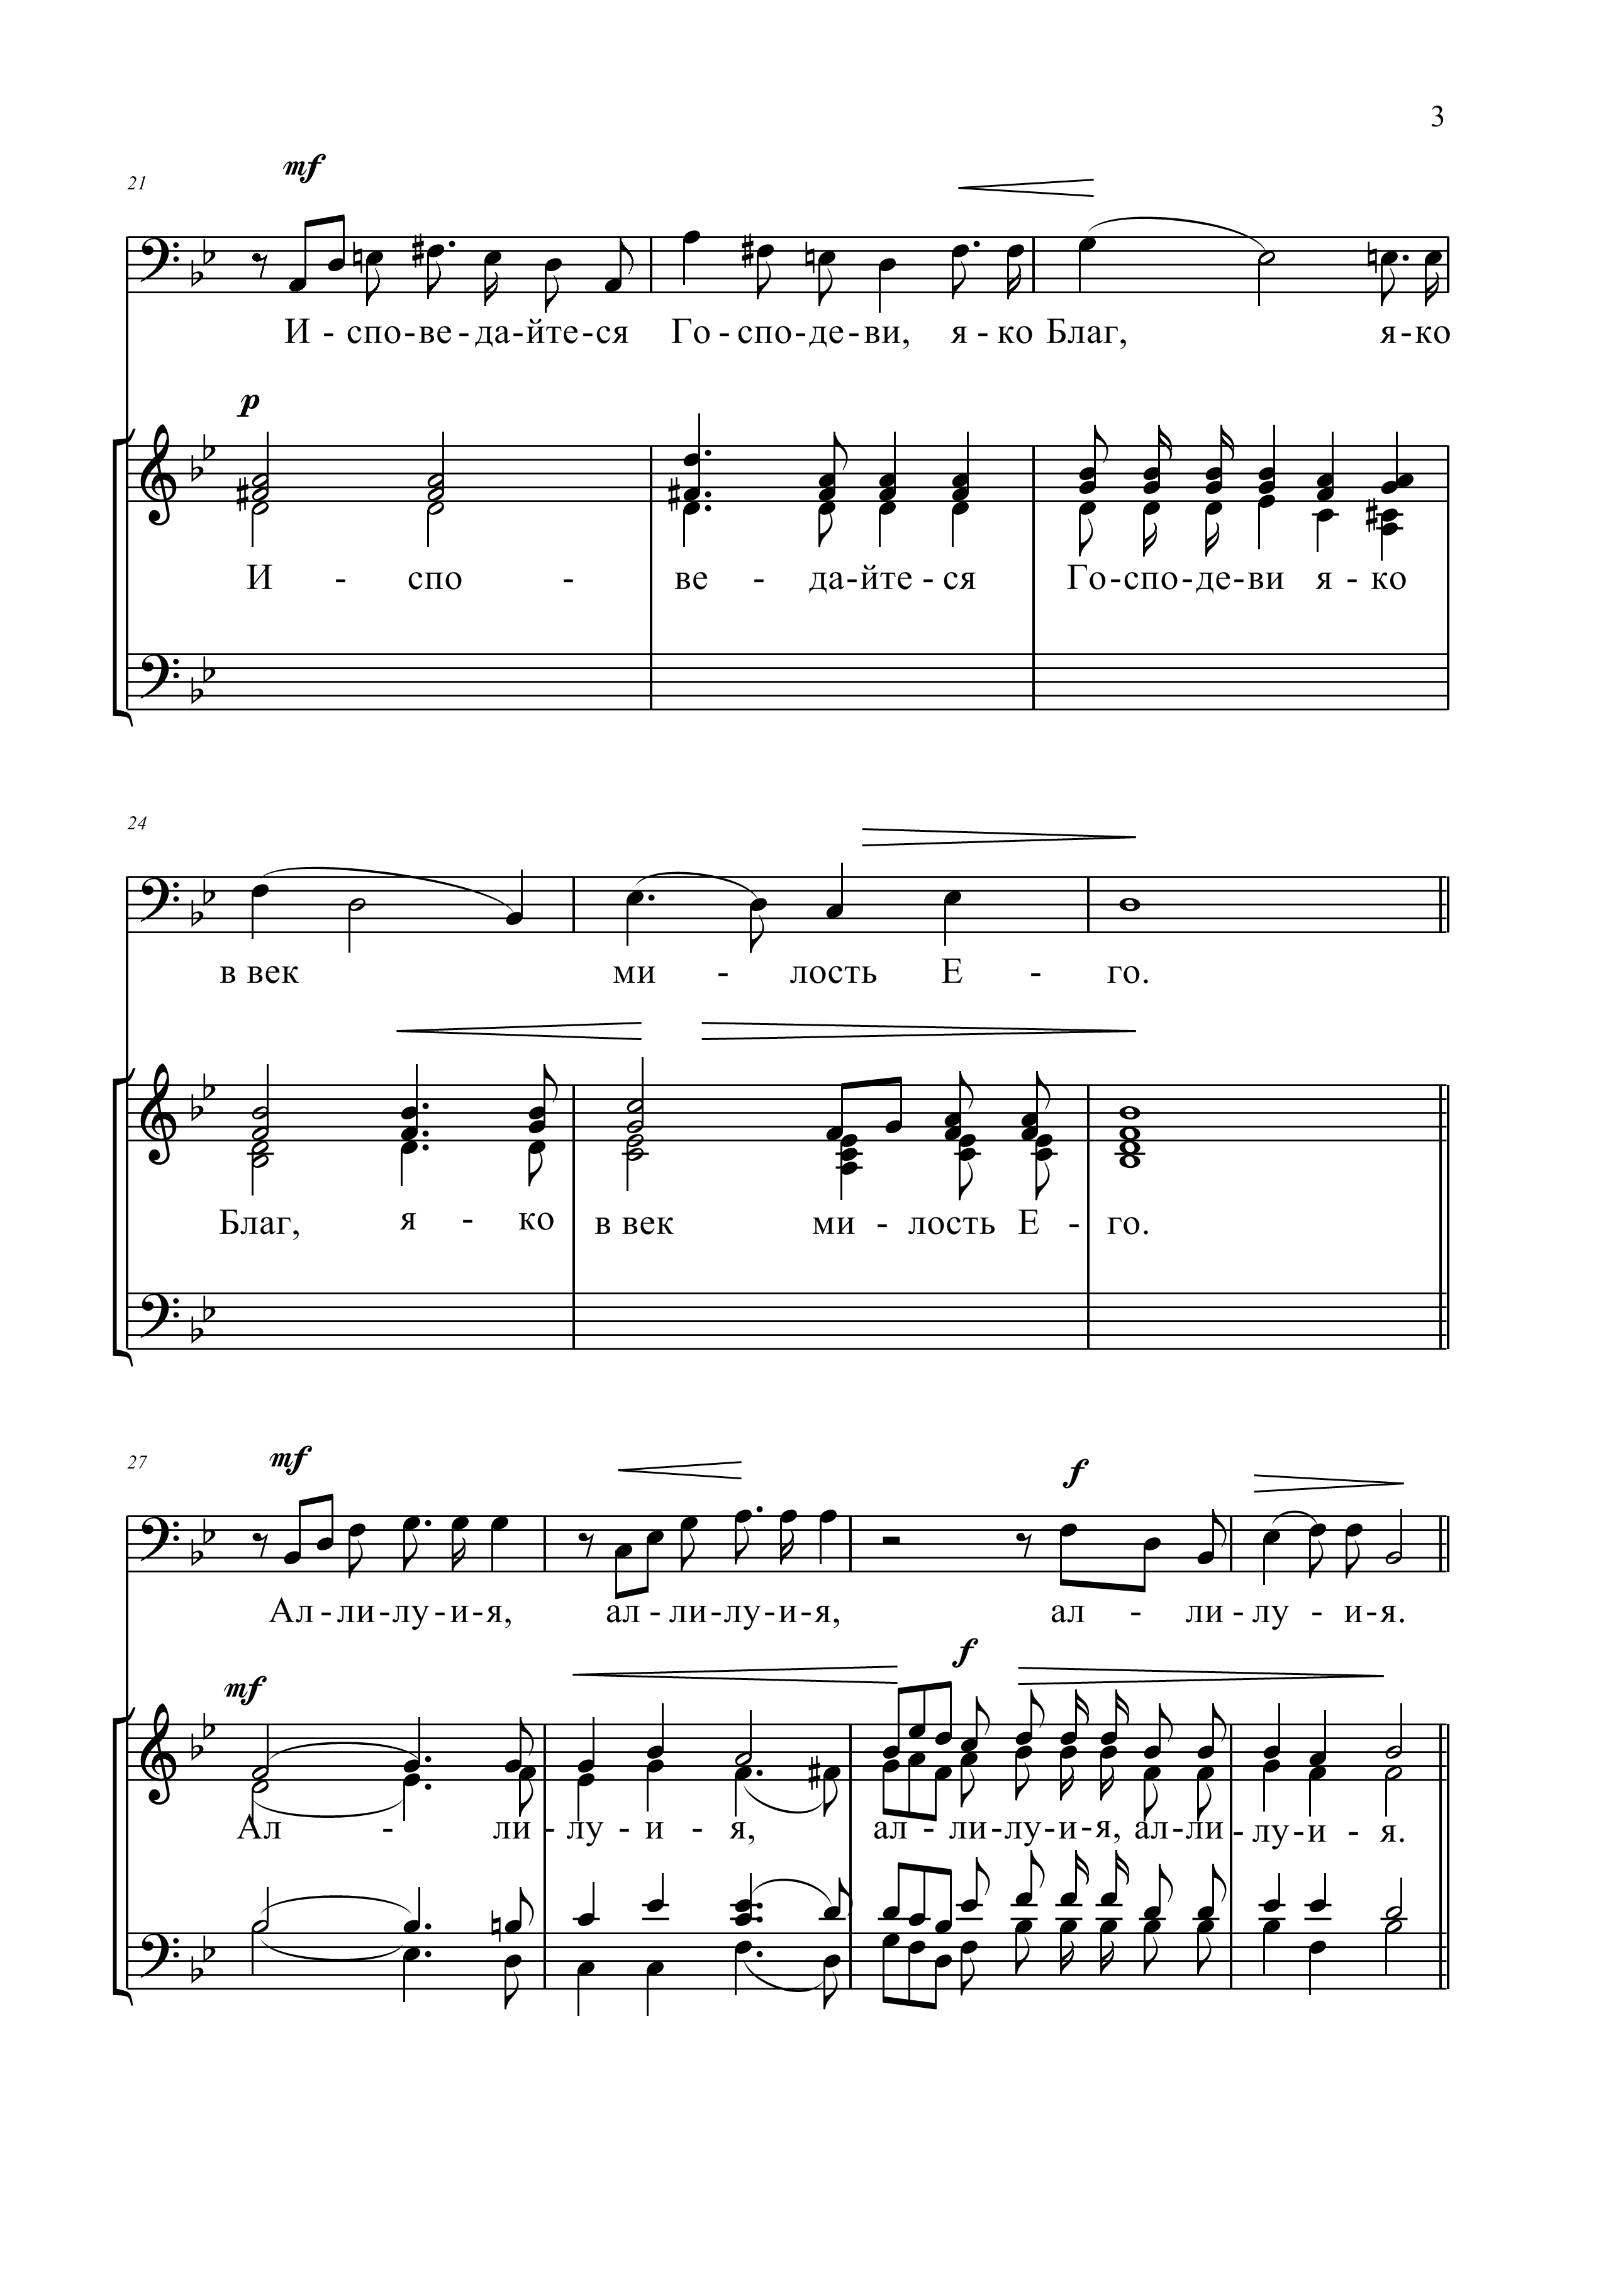 3
21
mf
И - спо-ве-да-йте-ся Го-спо-де-ви, я-ко Благ, я-ко
p
И - спо - ве - да-йте-ся Го-спо-де-ви я-ко
24
в век ми - лость Е - го.
Благ, я - ко в век ми - лость Е - го.
27
mf
f
Ал-ли-лу-и-я, ал-ли-лу-и-я, ал - ли-лу - и-я.
mf
f
Ал - ли-лу-и-я, ал-ли-лу-и-я, ал-ли-лу-и-я.